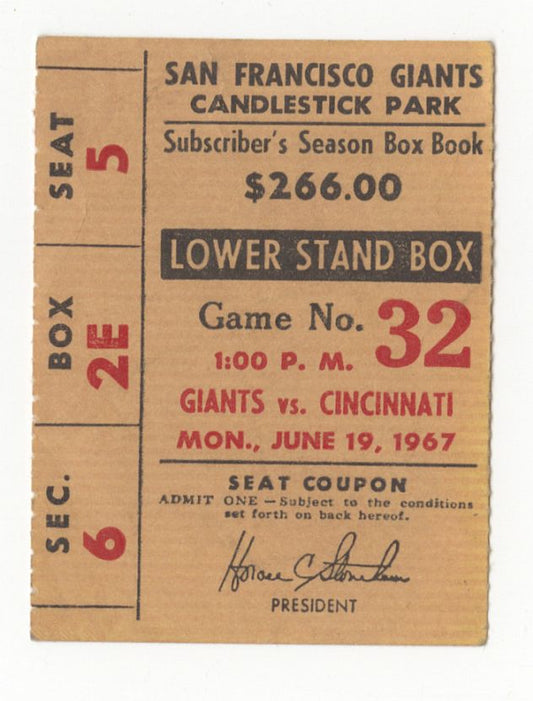 SAN FRANCISCO GIANTS
CANDLESTICK PARK
Subscriber's Season Box Book
$266.00
LOWER STAND BOX
Game No. 32
1:00 P. M.
GIANTS vs. CINCINNATI
MON., JUNE 19, 1967
SEAT COUPON
ADMIT ONE — Subject to the conditions
set forth on back hereof.
Horace C Stoneham
PRESIDENT
SEAT 5
BOX 2E
SEC. 6